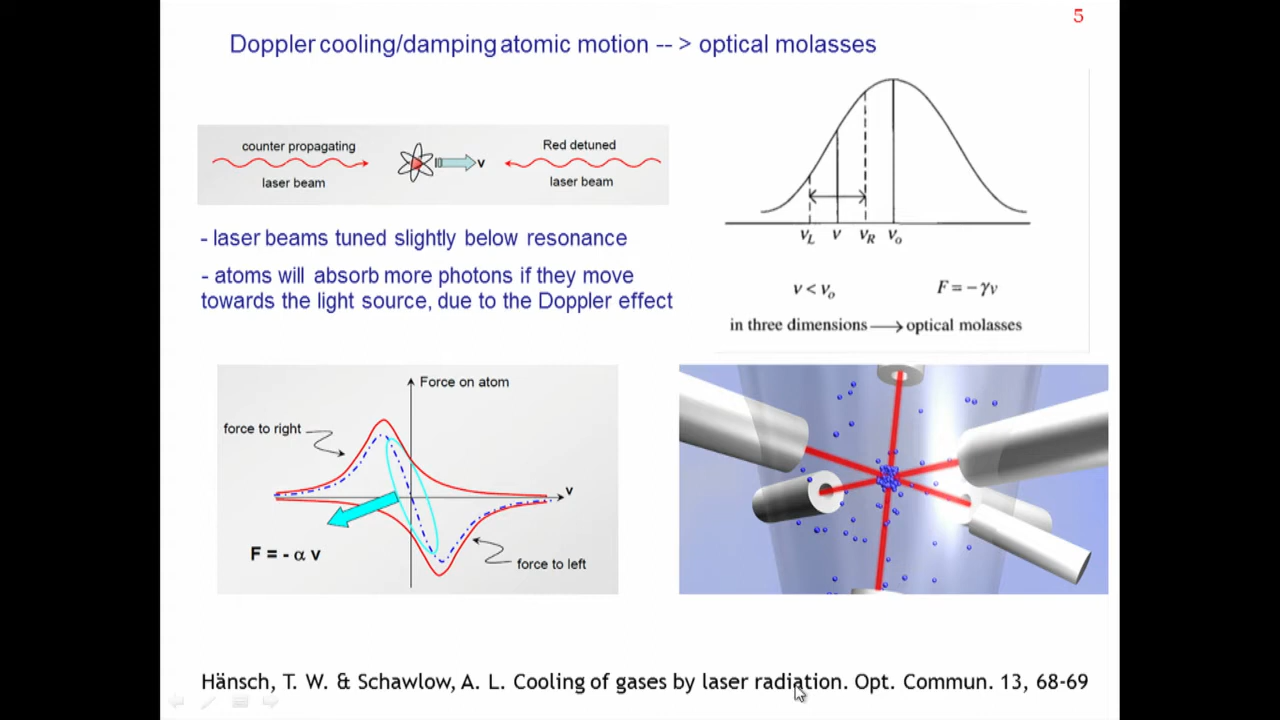 5
Doppler cooling/damping atomic motion -- > optical molasses
counter propagating
laser beam
v
Red detuned
laser beam
- laser beams tuned slightly below resonance
- atoms will absorb more photons if they move
towards the light source, due to the Doppler effect
ν_L ν ν_R ν_o
ν < ν_o F = − γv
in three dimensions ⟶ optical molasses
Force on atom
force to right
v
F = - α v
force to left
Hänsch, T. W. & Schawlow, A. L. Cooling of gases by laser radiation. Opt. Commun. 13, 68-69